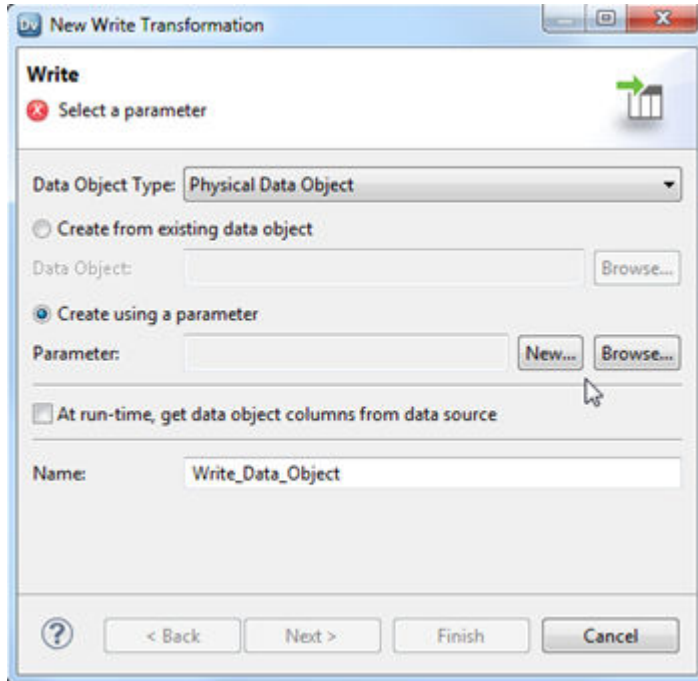 Dv New Write Transformation
Write
Select a parameter
Data Object Type: Physical Data Object
Create from existing data object
Data Object: Browse...
Create using a parameter
Parameter: New... Browse...
At run-time, get data object columns from data source
Name: Write_Data_Object
? < Back Next > Finish Cancel